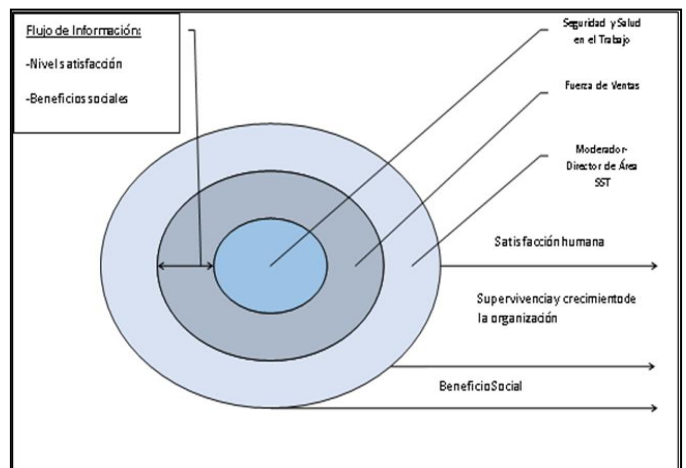 Flujo de Información:
-Nivel satisfacción
-Beneficios sociales
Seguridad y Salud
en el Trabajo
Fuerza de Ventas
Moderador-
Director de Área
SST
Satisfacción humana
Supervivencia y crecimiento de
la organización
Beneficio Social